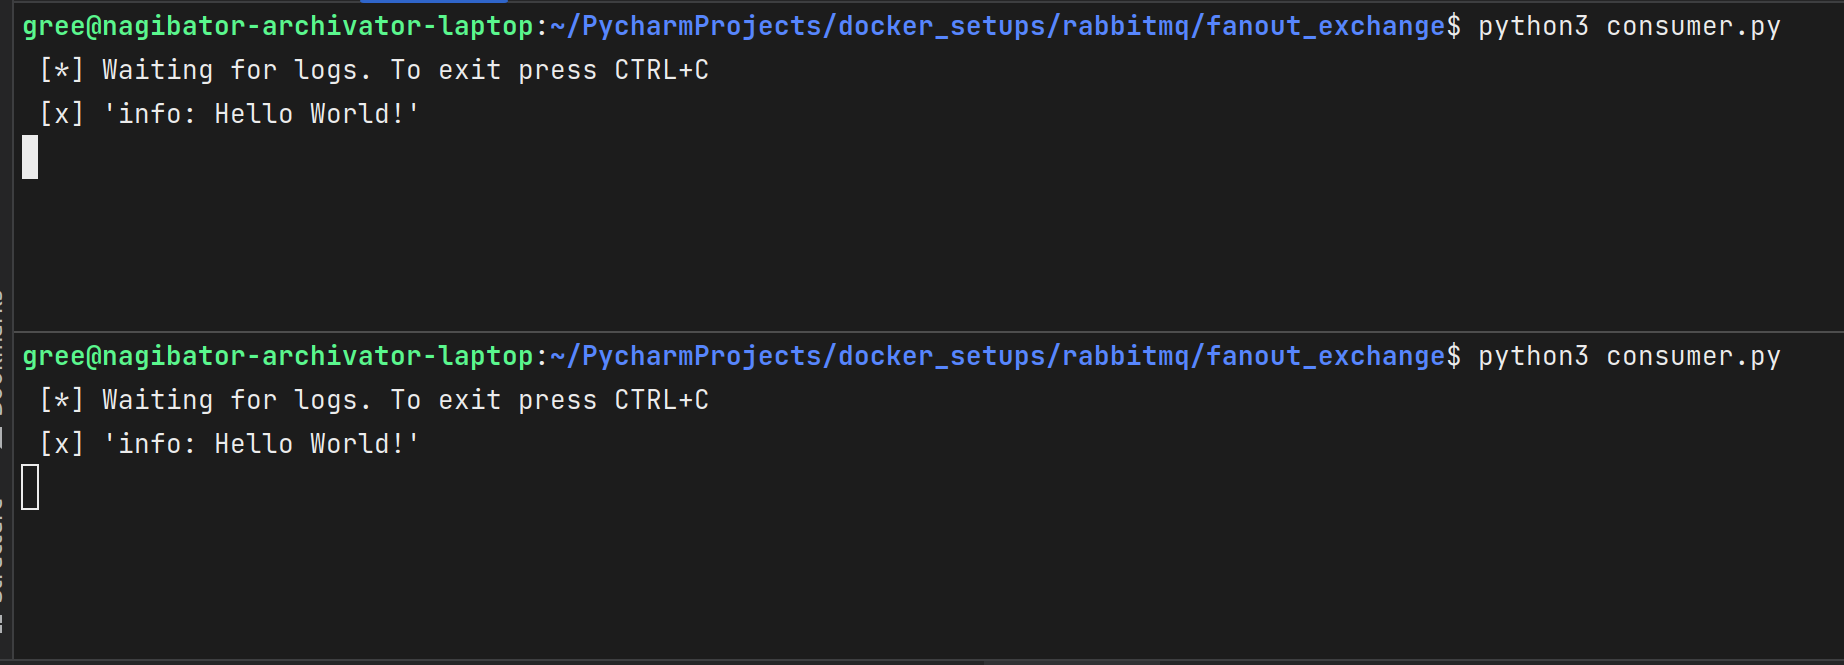 gree@nagibator-archivator-laptop:~/PycharmProjects/docker_setups/rabbitmq/fanout_exchange$ python3 consumer.py
[*] Waiting for logs. To exit press CTRL+C
[x] 'info: Hello World!'
gree@nagibator-archivator-laptop:~/PycharmProjects/docker_setups/rabbitmq/fanout_exchange$ python3 consumer.py
[*] Waiting for logs. To exit press CTRL+C
[x] 'info: Hello World!'